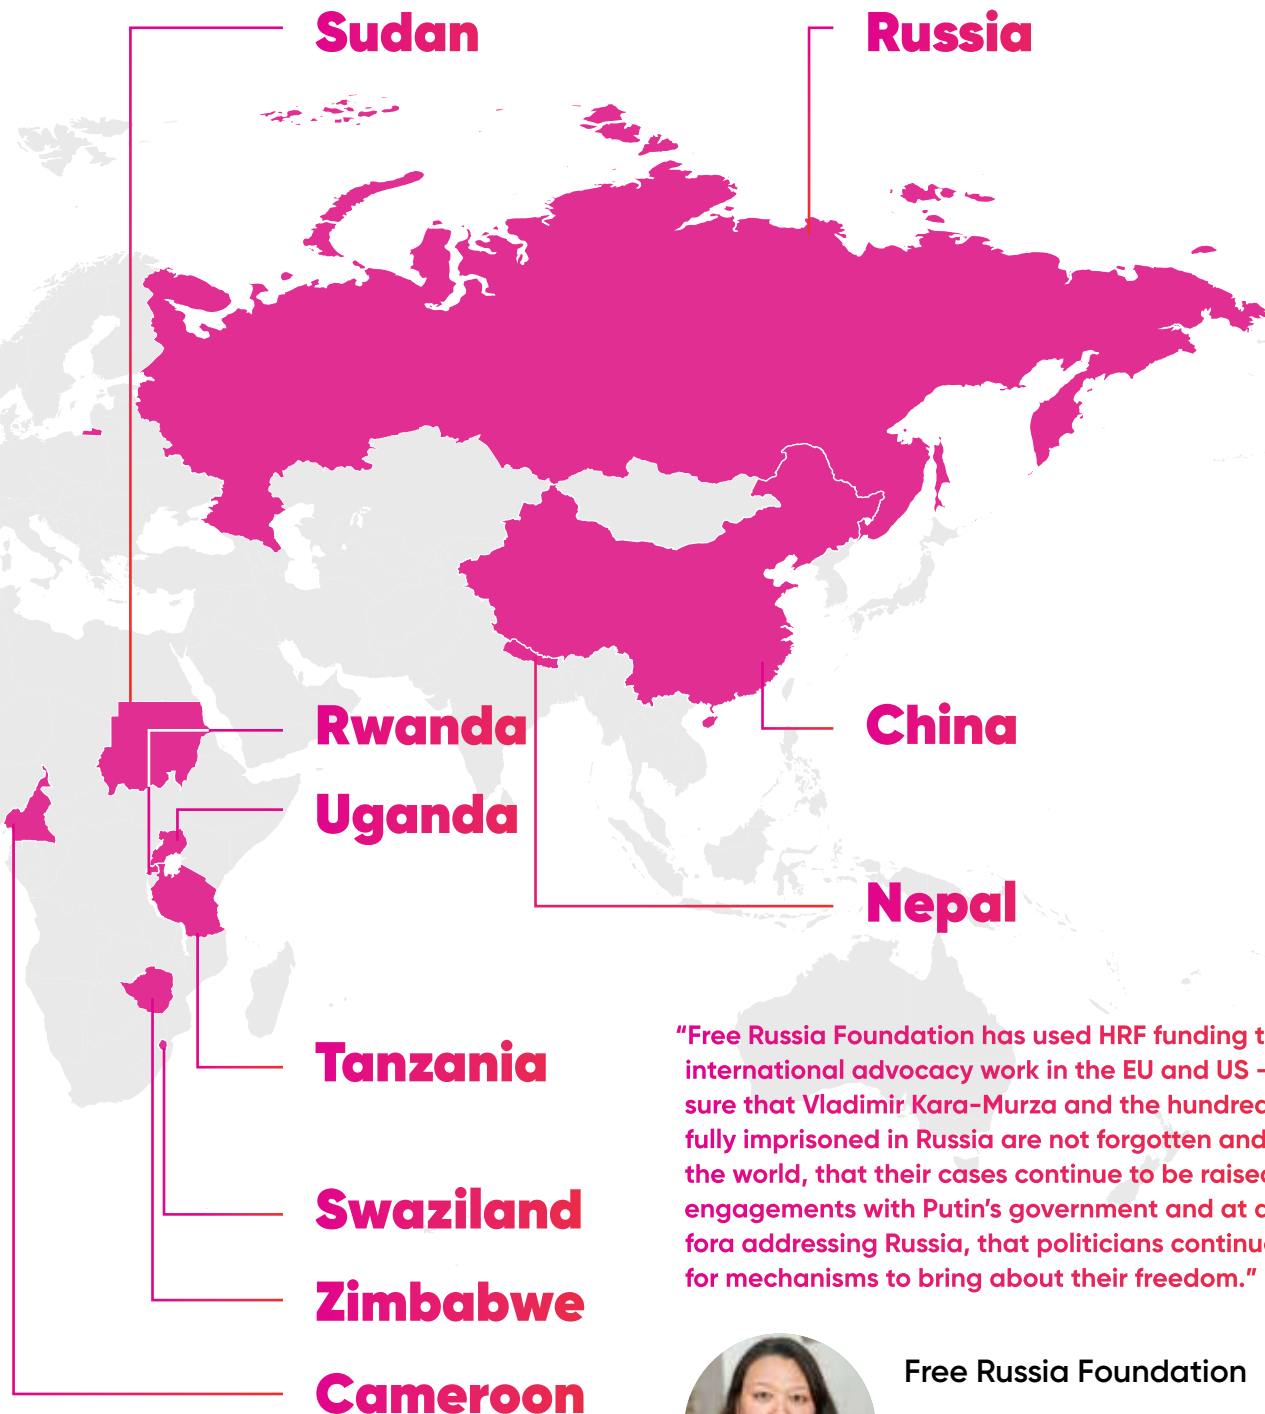 Sudan
Russia
Rwanda
China
Uganda
Nepal
Tanzania
Swaziland
Zimbabwe
Cameroon
“Free Russia Foundation has used HRF funding
international advocacy work in the EU and US –
sure that Vladimir Kara-Murza and the
fully imprisoned in Russia are not forgotten and
the world, that their cases continue to be raised
engagements with Putin’s government and at
fora addressing Russia, that politicians continue
for mechanisms to bring about their freedom.”
Free Russia Foundation